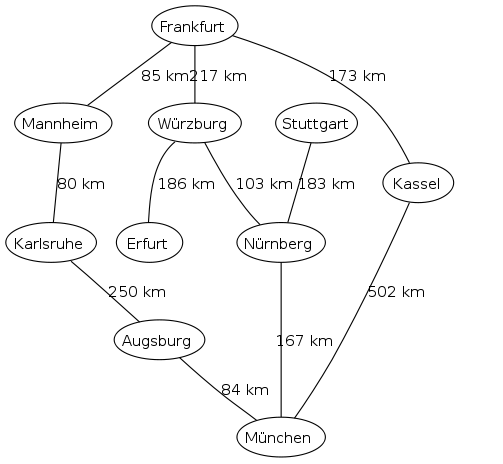 Frankfurt
85 km
217 km
173 km
Mannheim
Würzburg
Stuttgart
80 km
186 km
103 km
183 km
Kassel
Karlsruhe
Erfurt
Nürnberg
250 km
502 km
Augsburg
167 km
84 km
München